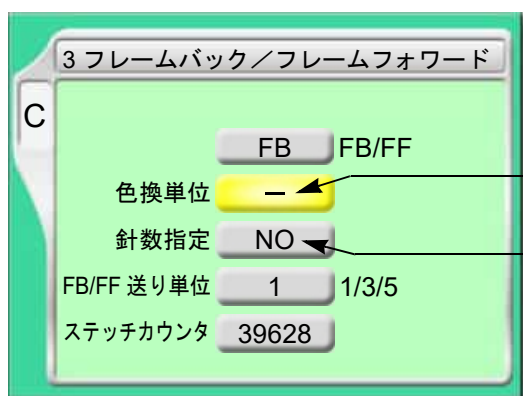 3 フレームバック／フレームフォワード
C
FB FB/FF
色換単位 －
針数指定 NO
FB/FF 送り単位 1 1/3/5
ステッチカウンタ 39628